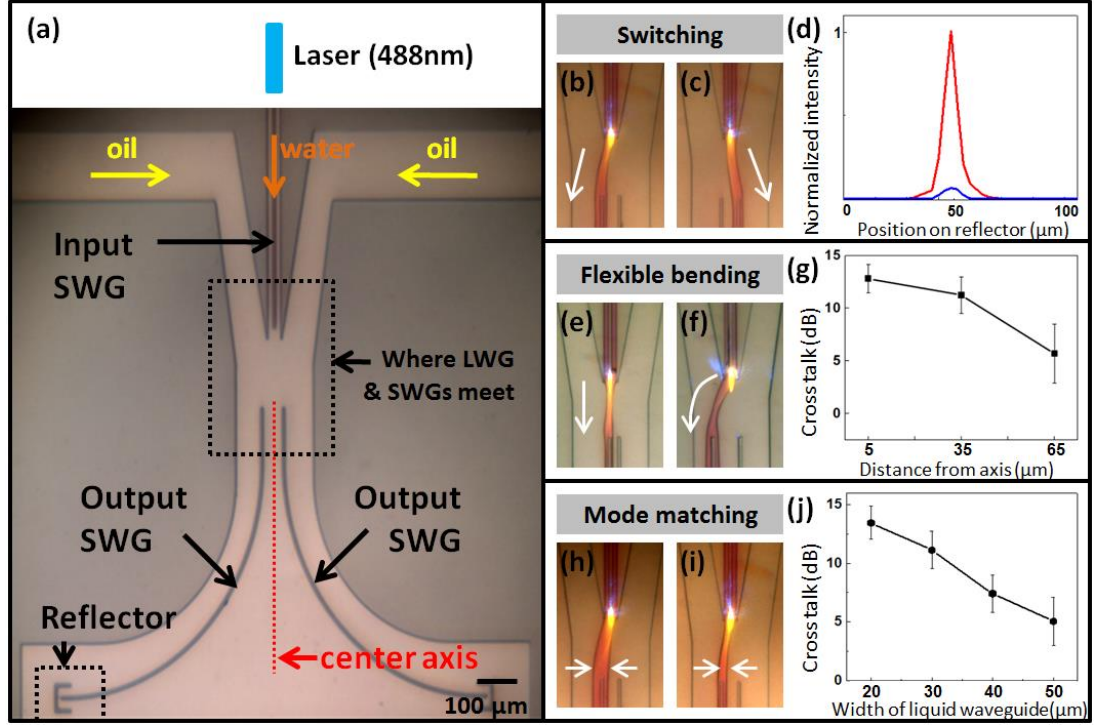 (a)
Laser (488nm)
oil
water
oil
Input
SWG
Where LWG
& SWGs meet
Output
SWG
Output
SWG
Reflector
center axis
100 μm
Switching
(b)
(c)
(d)
Normalized intensity
1
0
50
100
Position on reflector (μm)
Flexible bending
(e)
(f)
(g)
Cross talk (dB)
15
10
5
0
5
35
65
Distance from axis (μm)
Mode matching
(h)
(i)
(j)
Cross talk (dB)
15
10
5
0
20
30
40
50
Width of liquid waveguide(μm)